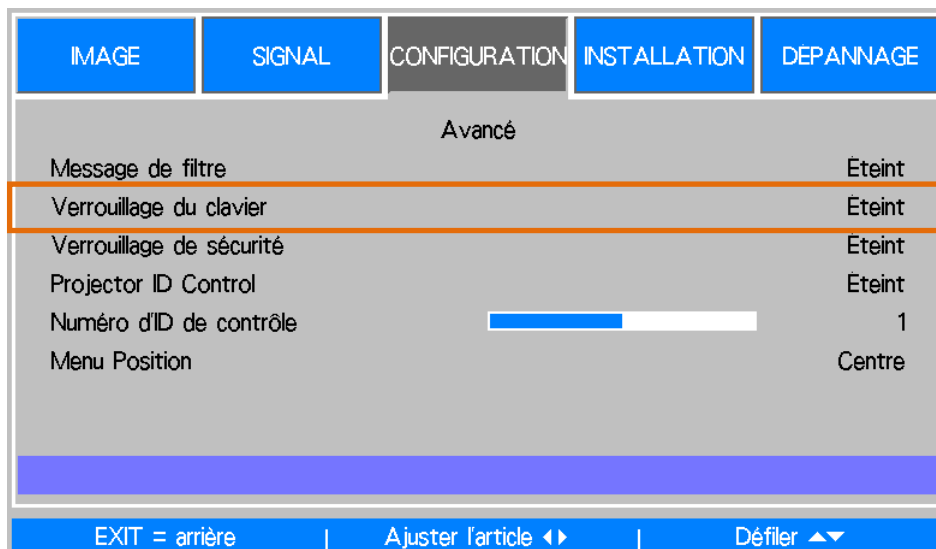 IMAGE SIGNAL CONFIGURATION INSTALLATION DÉPANNAGE
Avancé
Message de filtre Éteint
Verrouillage du clavier Éteint
Verrouillage de sécurité Éteint
Projector ID Control Éteint
Numéro d'ID de contrôle 1
Menu Position Centre
EXIT = arrière | Ajuster l'article ◀▶ | Défiler ▲▼